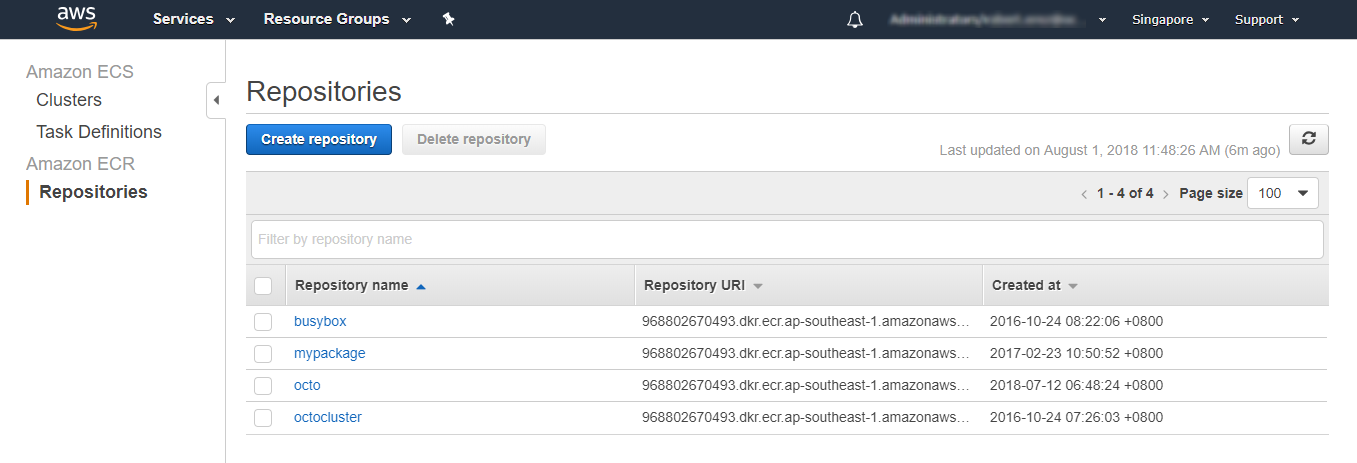 aws Services Resource Groups Singapore Support
Amazon ECS
Clusters
Task Definitions
Amazon ECR
Repositories
Repositories
Create repository Delete repository
Last updated on August 1, 2018 11:48:26 AM (6m ago)
1 - 4 of 4 Page size 100
Filter by repository name
Repository name Repository URI Created at
busybox 968802670493.dkr.ecr.ap-southeast-1.amazonaws... 2016-10-24 08:22:06 +0800
mypackage 968802670493.dkr.ecr.ap-southeast-1.amazonaws... 2017-02-23 10:50:52 +0800
octo 968802670493.dkr.ecr.ap-southeast-1.amazonaws... 2018-07-12 06:48:24 +0800
octocluster 968802670493.dkr.ecr.ap-southeast-1.amazonaws... 2016-10-24 07:26:03 +0800